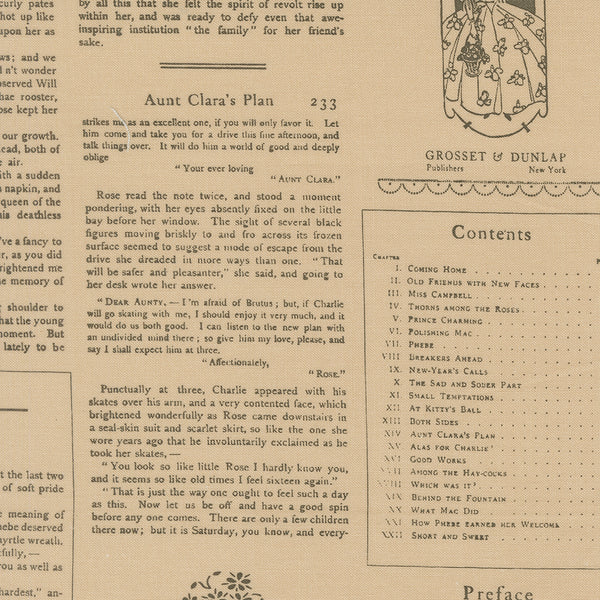 curly pates
hot up like
upon her as
ws; and we
I n't wonder
served Will
hae rooster,
ose kept her
our growth.
ead, both of
e air.
ith a sudden
napkin, and
queen of the
his deathless
've a fancy to
r, as you did
rightened me
e memory of
g shoulder to
hat the young
moment. But
lately to be
t the last two
of soft pride
e meaning of
hebe deserved
yrtle wreath.
tfully,—
you as well as
hardest," an-
by all this that she felt the spirit of revolt rise up
within her, and was ready to defy even that awe-
inspiring institution "the family" for her friend's
sake.
Aunt Clara's Plan 233
strikes me as an excellent one, if you will only favor it. Let
him come and take you for a drive this fine afternoon, and
talk things over. It will do him a world of good and deeply
oblige
"Your ever loving
"AUNT CLARA."
Rose read the note twice, and stood a moment
pondering, with her eyes absently fixed on the little
bay before her window. The sight of several black
figures moving briskly to and fro across its frozen
surface seemed to suggest a mode of escape from the
drive she dreaded in more ways than one. "That
will be safer and pleasanter," she said, and going to
her desk wrote her answer.
"DEAR AUNTY,—I'm afraid of Brutus; but, if Charlie
will go skating with me, I should enjoy it very much, and it
would do us both good. I can listen to the new plan with
an undivided mind there; so give him my love, please, and
say I shall expect him at three.
"Affectionately,
"ROSE."
Punctually at three, Charlie appeared with his
skates over his arm, and a very contented face, which
brightened wonderfully as Rose came downstairs in
a seal-skin suit and scarlet skirt, so like the one she
wore years ago that he involuntarily exclaimed as he
took her skates,—
"You look so like little Rose I hardly know you,
and it seems so like old times I feel sixteen again."
"That is just the way one ought to feel such a day
as this. Now let us be off and have a good spin
before any one comes. There are only a few children
there now; but it is Saturday, you know, and every-
GROSSET & DUNLAP
Publishers New York
Contents
CHAPTER P
I. COMING HOME
II. OLD FRIENDS WITH NEW FACES
III. MISS CAMPBELL
IV. THORNS AMONG THE ROSES
V. PRINCE CHARMING
VI. POLISHING MAC
VII. PHEBE
VIII BREAKERS AHEAD
IX. NEW-YEAR'S CALLS
X. THE SAD AND SOBER PART
XI. SMALL TEMPTATIONS
XII AT KITTY'S BALL
XIII BOTH SIDES
XIV AUNT CLARA'S PLAN
XV. ALAS FOR CHARLIE
XVI GOOD WORKS
XVII AMONG THE HAY-COCKS
XVIII WHICH WAS IT?
XIX BEHIND THE FOUNTAIN
XX WHAT MAC DID
XXI HOW PHEBE EARNED HER WELCOME
XXII SHORT AND SWEET
Preface